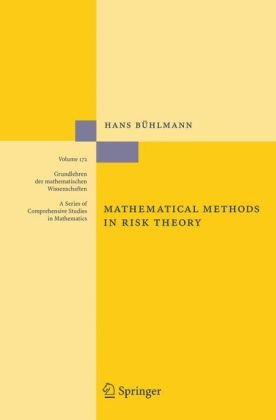 HANS BÜHLMANN
Volume 172
Grundlehren
der mathematischen
Wissenschaften
A Series of
Comprehensive Studies
in Mathematics
MATHEMATICAL METHODS
IN RISK THEORY
Springer